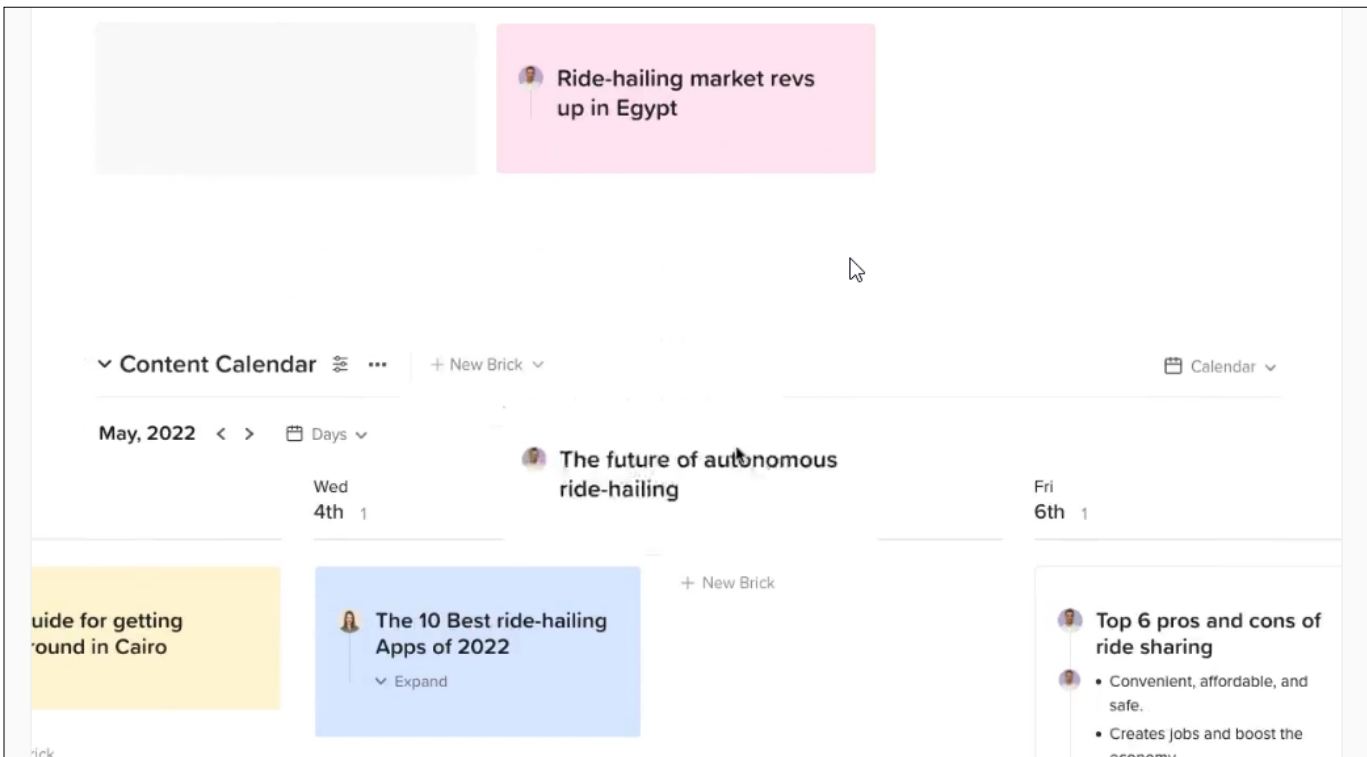 Ride-hailing market revs
up in Egypt
Content Calendar
+ New Brick
Calendar
May, 2022
Days
The future of autonomous
ride-hailing
Wed
4th 1
Fri
6th 1
+ New Brick
uide for getting
round in Cairo
The 10 Best ride-hailing
Apps of 2022
Expand
Top 6 pros and cons of
ride sharing
• Convenient, affordable, and
safe.
• Creates jobs and boost the
economy
rick